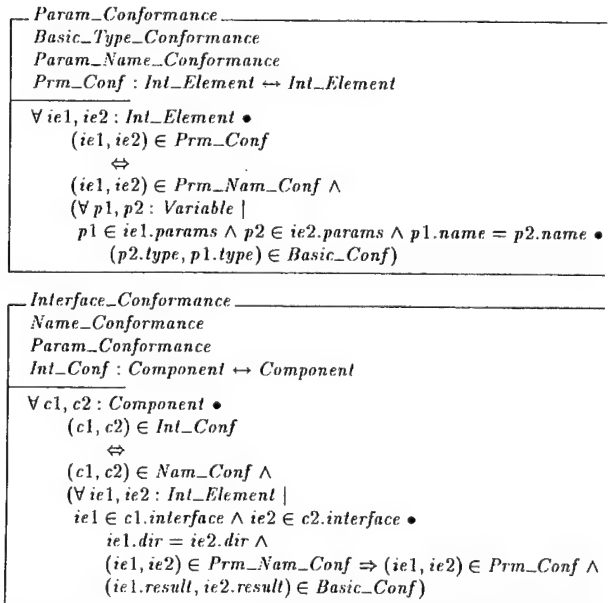 Param_Conformance
Basic_Type_Conformance
Param_Name_Conformance
Prm_Conf : Int_Element ↔ Int_Element
∀ ie1, ie2 : Int_Element •
(ie1, ie2) ∈ Prm_Conf
⇔
(ie1, ie2) ∈ Prm_Nam_Conf ∧
(∀ p1, p2 : Variable |
p1 ∈ ie1.params ∧ p2 ∈ ie2.params ∧ p1.name = p2.name •
(p2.type, p1.type) ∈ Basic_Conf)
Interface_Conformance
Name_Conformance
Param_Conformance
Int_Conf : Component ↔ Component
∀ c1, c2 : Component •
(c1, c2) ∈ Int_Conf
⇔
(c1, c2) ∈ Nam_Conf ∧
(∀ ie1, ie2 : Int_Element |
ie1 ∈ c1.interface ∧ ie2 ∈ c2.interface •
ie1.dir = ie2.dir ∧
(ie1, ie2) ∈ Prm_Nam_Conf ⇒ (ie1, ie2) ∈ Prm_Conf ∧
(ie1.result, ie2.result) ∈ Basic_Conf)